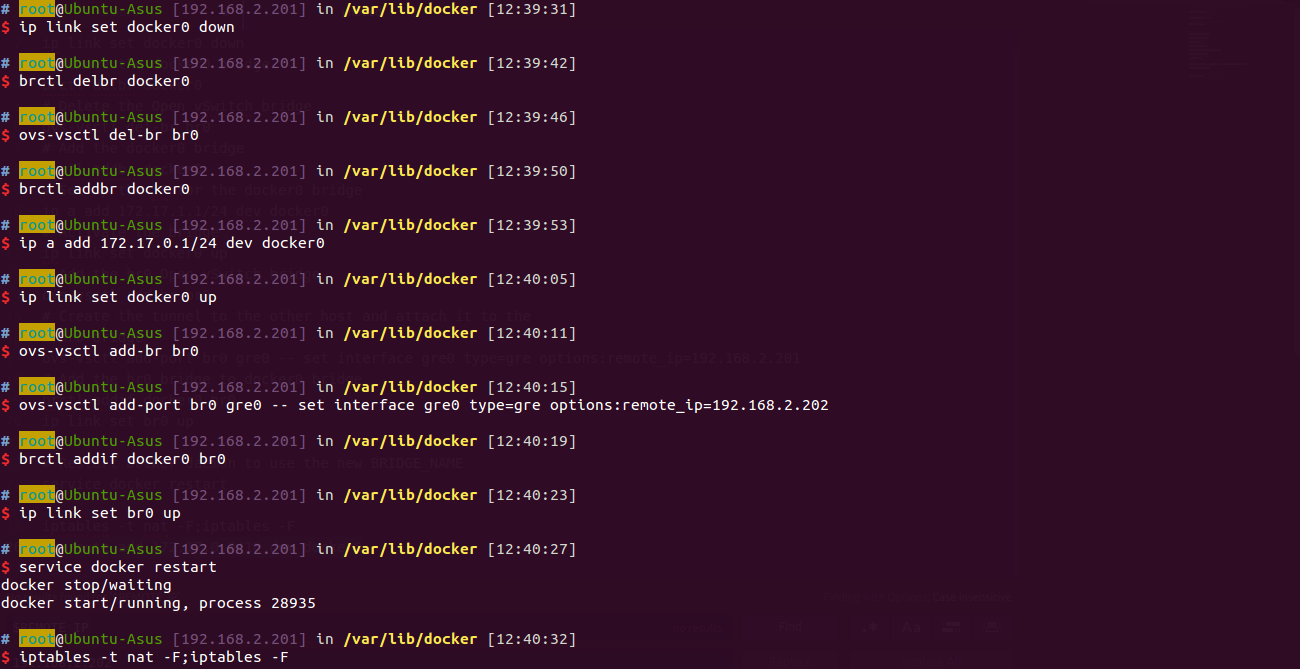 # root@Ubuntu-Asus [192.168.2.201] in /var/lib/docker [12:39:31]
$ ip link set docker0 down
# root@Ubuntu-Asus [192.168.2.201] in /var/lib/docker [12:39:42]
$ brctl delbr docker0
# root@Ubuntu-Asus [192.168.2.201] in /var/lib/docker [12:39:46]
$ ovs-vsctl del-br br0
# root@Ubuntu-Asus [192.168.2.201] in /var/lib/docker [12:39:50]
$ brctl addbr docker0
# root@Ubuntu-Asus [192.168.2.201] in /var/lib/docker [12:39:53]
$ ip a add 172.17.0.1/24 dev docker0
# root@Ubuntu-Asus [192.168.2.201] in /var/lib/docker [12:40:05]
$ ip link set docker0 up
# root@Ubuntu-Asus [192.168.2.201] in /var/lib/docker [12:40:11]
$ ovs-vsctl add-br br0
# root@Ubuntu-Asus [192.168.2.201] in /var/lib/docker [12:40:15]
$ ovs-vsctl add-port br0 gre0 -- set interface gre0 type=gre options:remote_ip=192.168.2.202
# root@Ubuntu-Asus [192.168.2.201] in /var/lib/docker [12:40:19]
$ brctl addif docker0 br0
# root@Ubuntu-Asus [192.168.2.201] in /var/lib/docker [12:40:23]
$ ip link set br0 up
# root@Ubuntu-Asus [192.168.2.201] in /var/lib/docker [12:40:27]
$ service docker restart
docker stop/waiting
docker start/running, process 28935
# root@Ubuntu-Asus [192.168.2.201] in /var/lib/docker [12:40:32]
$ iptables -t nat -F;iptables -F